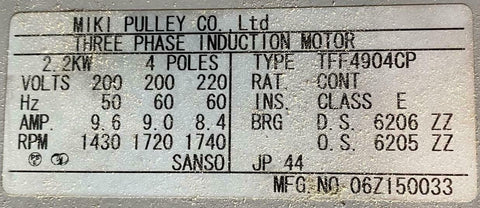 MIKI PULLEY CO. Ltd
THREE PHASE INDUCTION MOTOR
2.2KW 4 POLES TYPE TFF4904CP
VOLTS 200 200 220 RAT CONT
Hz 50 60 60 INS. CLASS E
AMP. 9.6 9.0 8.4 BRG D.S. 6206 ZZ
RPM 1430 1720 1740 O.S. 6205 ZZ
SANSO JP 44
MFG NO 06Z150033